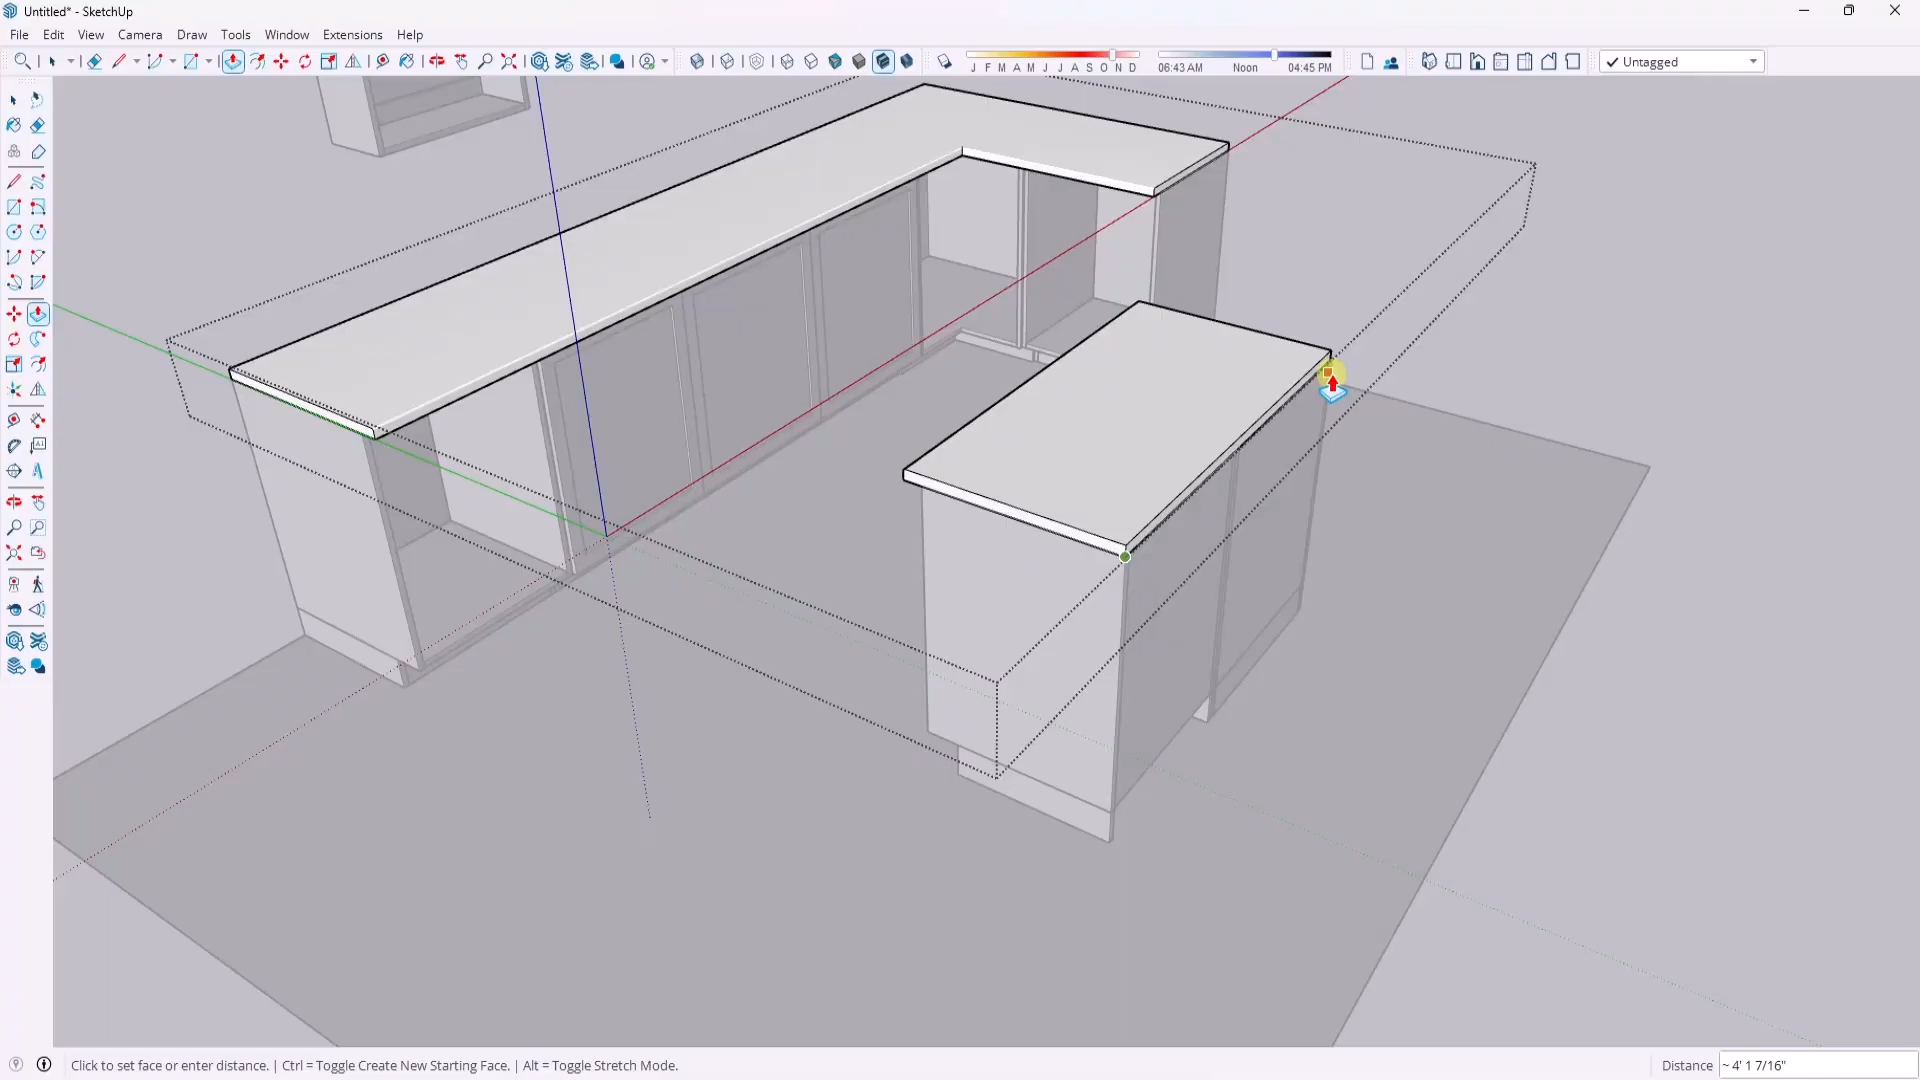 Untitled* - SketchUp
File Edit View Camera Draw Tools Window Extensions Help
J F M A M J J A S O N D
06:43 AM Noon 04:45 PM
✓ Untagged
Click to set face or enter distance. | Ctrl = Toggle Create New Starting Face. | Alt = Toggle Stretch Mode.
Distance ~ 4' 1 7/16"